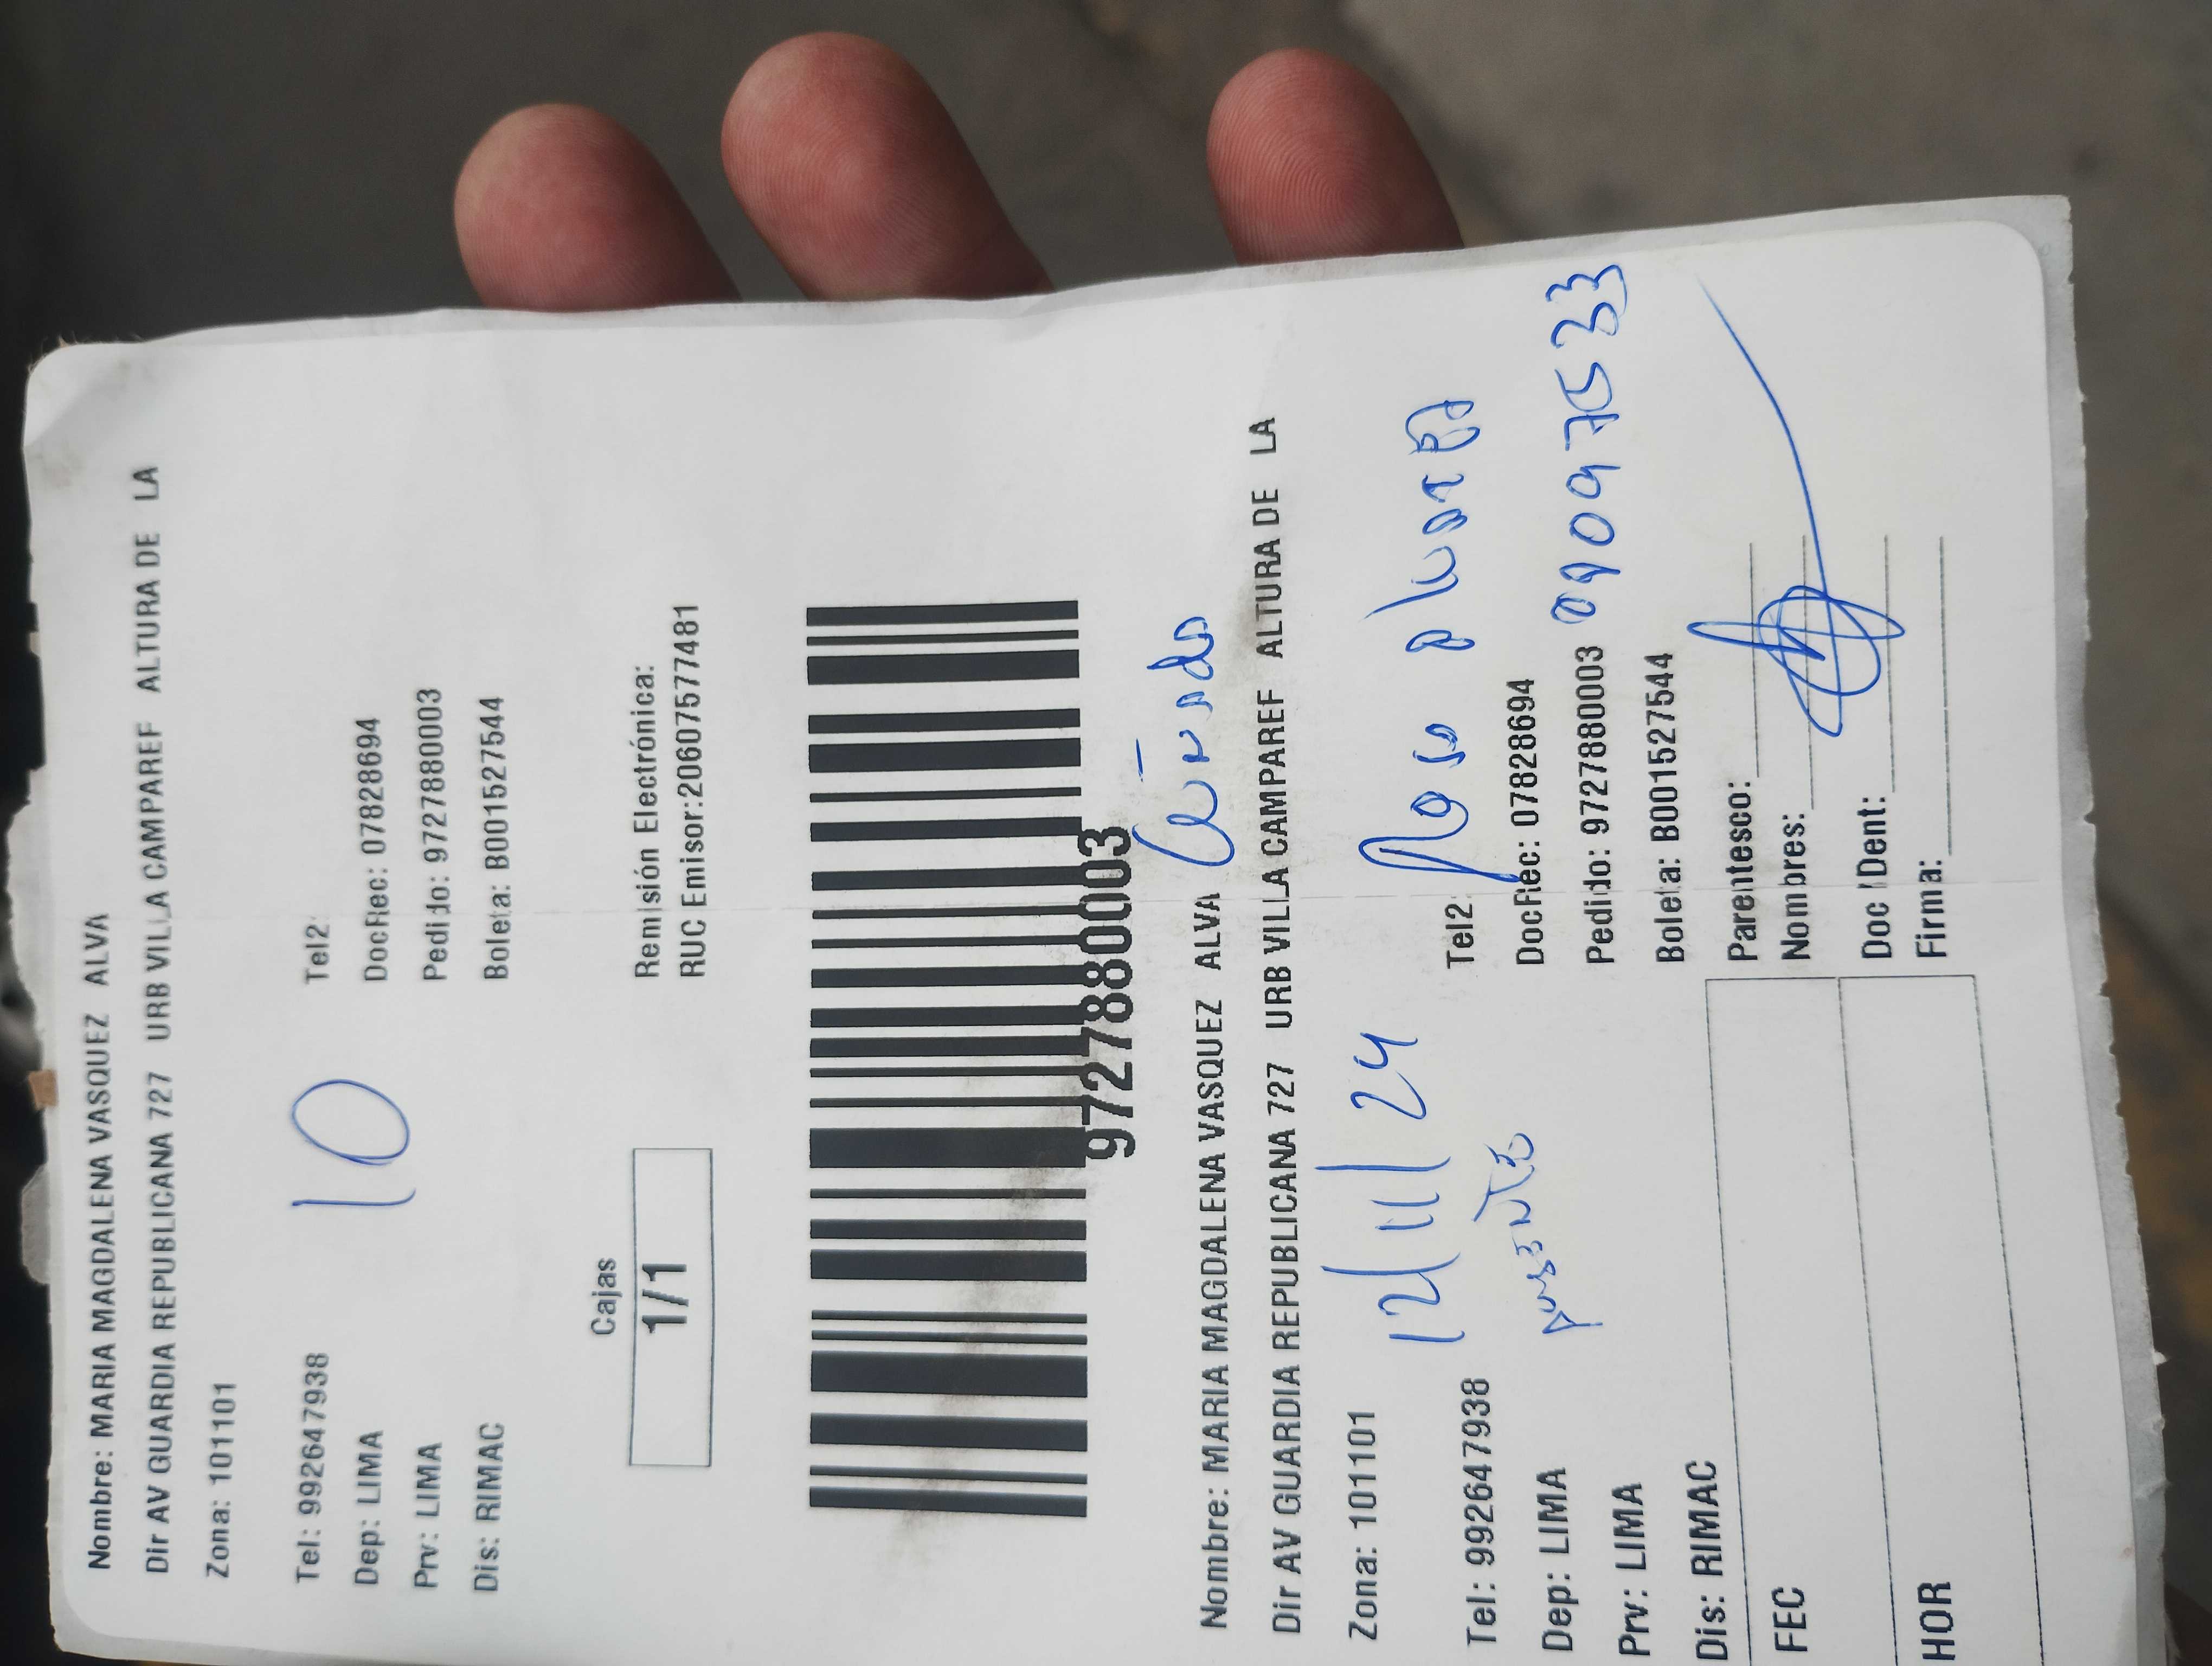 Nombre: MARIA MAGDALENA VASQUEZ ALVA
Dir AV GUARDIA REPUBLICANA 727 URB VILLA CAMPAREF ALTURA DE LA
Zona: 101101
10
Tel: 992647938 Tel2:
Dep: LIMA DocRec: 07828694
Prv: LIMA Pedido: 9727880003
Dis: RIMAC Boleta: B001527544
Cajas
1/1
Remisión Electrónica:
RUC Emisor:20607577481
9727880003
Nombre: MARIA MAGDALENA VASQUEZ ALVA
Dir AV GUARDIA REPUBLICANA 727 URB VILLA CAMPAREF ALTURA DE LA
Zona: 101101
12/11/24
Rosa Alvarez
Tel: 992647938 Tel2:
Dep: LIMA DocRec: 07828694
Prv: LIMA Pedido: 9727880003
Dis: RIMAC Boleta: B001527544
FEC Parentesco:
Nombres:
HOR Doc Ident:
Firma: